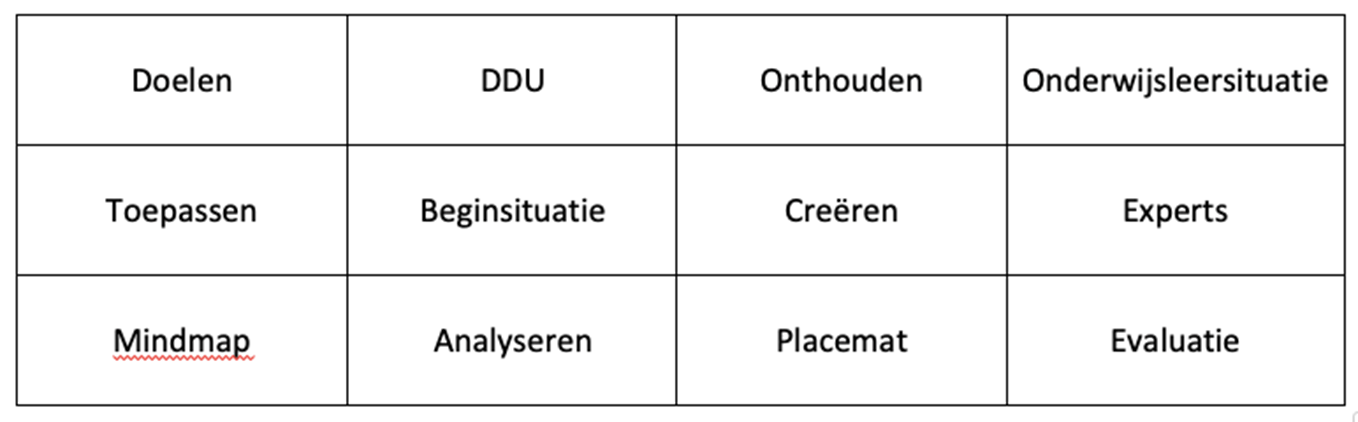 Doelen DDU Onthouden Onderwijsleersituatie
Toepassen Beginsituatie Creëren Experts
Mindmap Analyseren Placemat Evaluatie